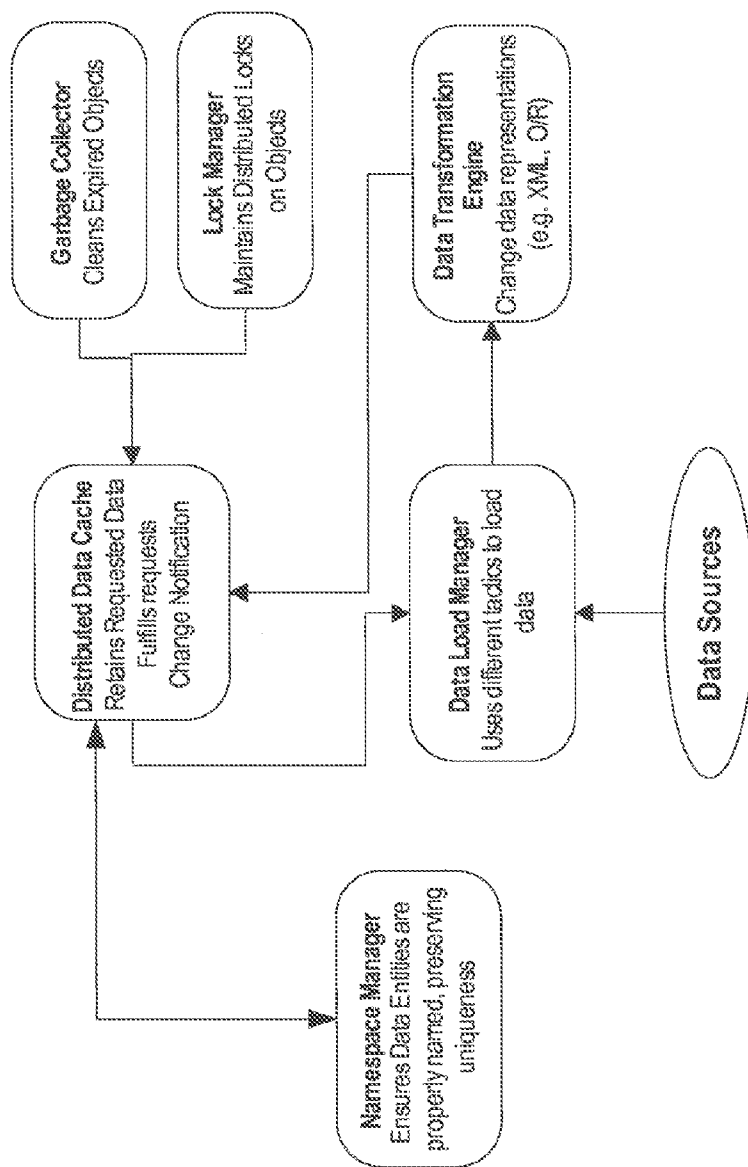 Distributed Data Cache
Retains Requested Data
Fulfills requests
Change Notification
Garbage Collector
Cleans Expired Objects
Lock Manager
Maintains Distributed Locks
on Objects
Namespace Manager
Ensures Data Entities are
properly named, preserving
uniqueness
Data Load Manager
Uses different tactics to load
data
Data Transformation
Engine
Change data representations
(e.g. XML, O/R)
Data Sources